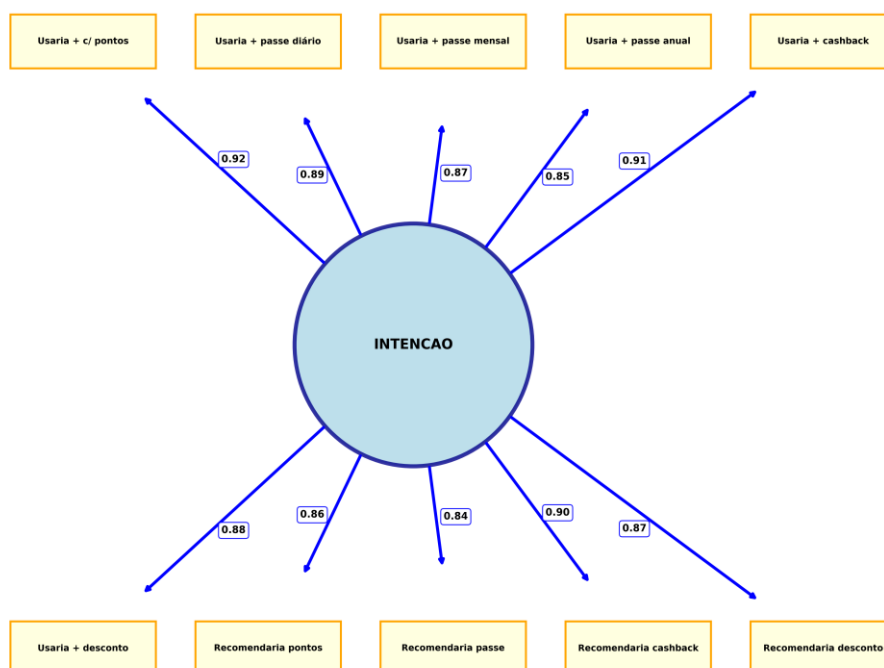 Usaria + c/ pontos
Usaria + passe diário
Usaria + passe mensal
Usaria + passe anual
Usaria + cashback
0.92
0.89
0.87
0.85
0.91
INTENCAO
0.88
0.86
0.84
0.90
0.87
Usaria + desconto
Recomendaria pontos
Recomendaria passe
Recomendaria cashback
Recomendaria desconto